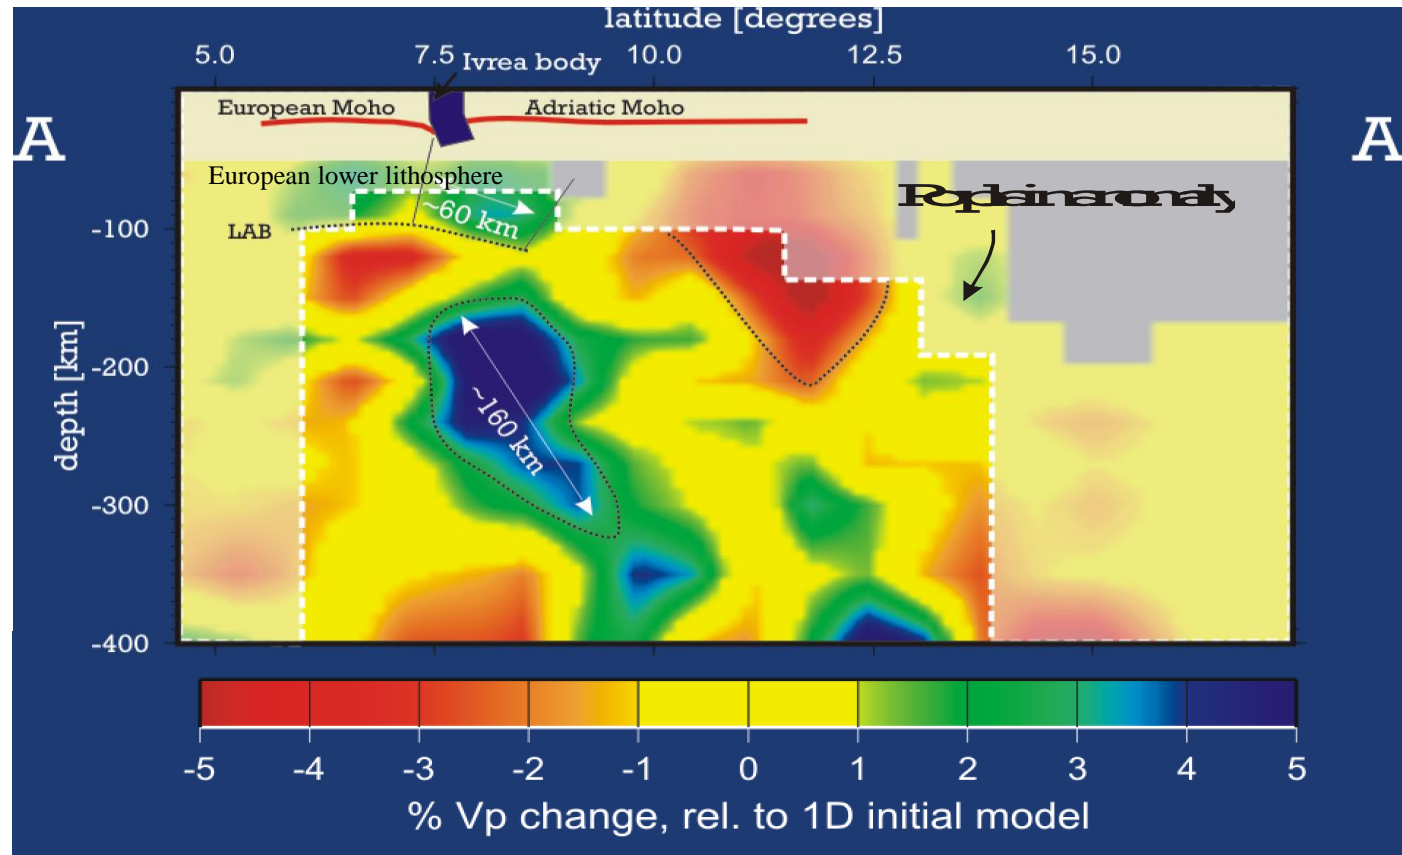 latitude [degrees]
5.0 7.5 10.0 12.5 15.0
Ivrea body
European Moho Adriatic Moho
A A
European lower lithosphere
~60 km
LAB
-100
-200
-300
-400
depth [km]
~160 km
-5 -4 -3 -2 -1 0 1 2 3 4 5
% Vp change, rel. to 1D initial model